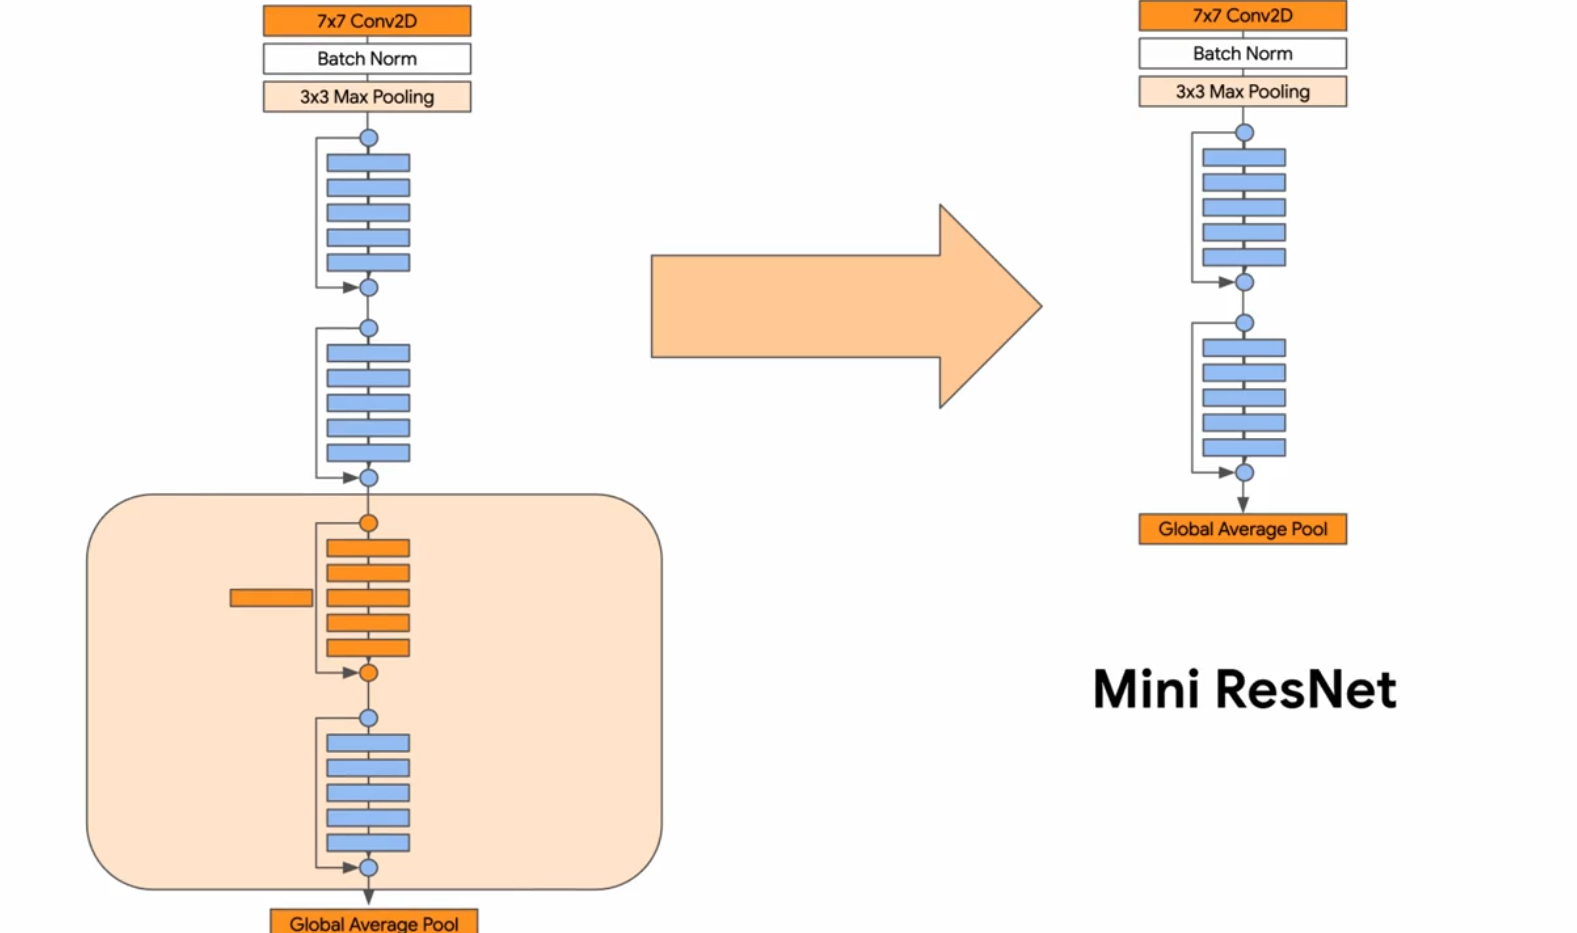 7x7 Conv2D
Batch Norm
3x3 Max Pooling
Global Average Pool
7x7 Conv2D
Batch Norm
3x3 Max Pooling
Global Average Pool
Mini ResNet